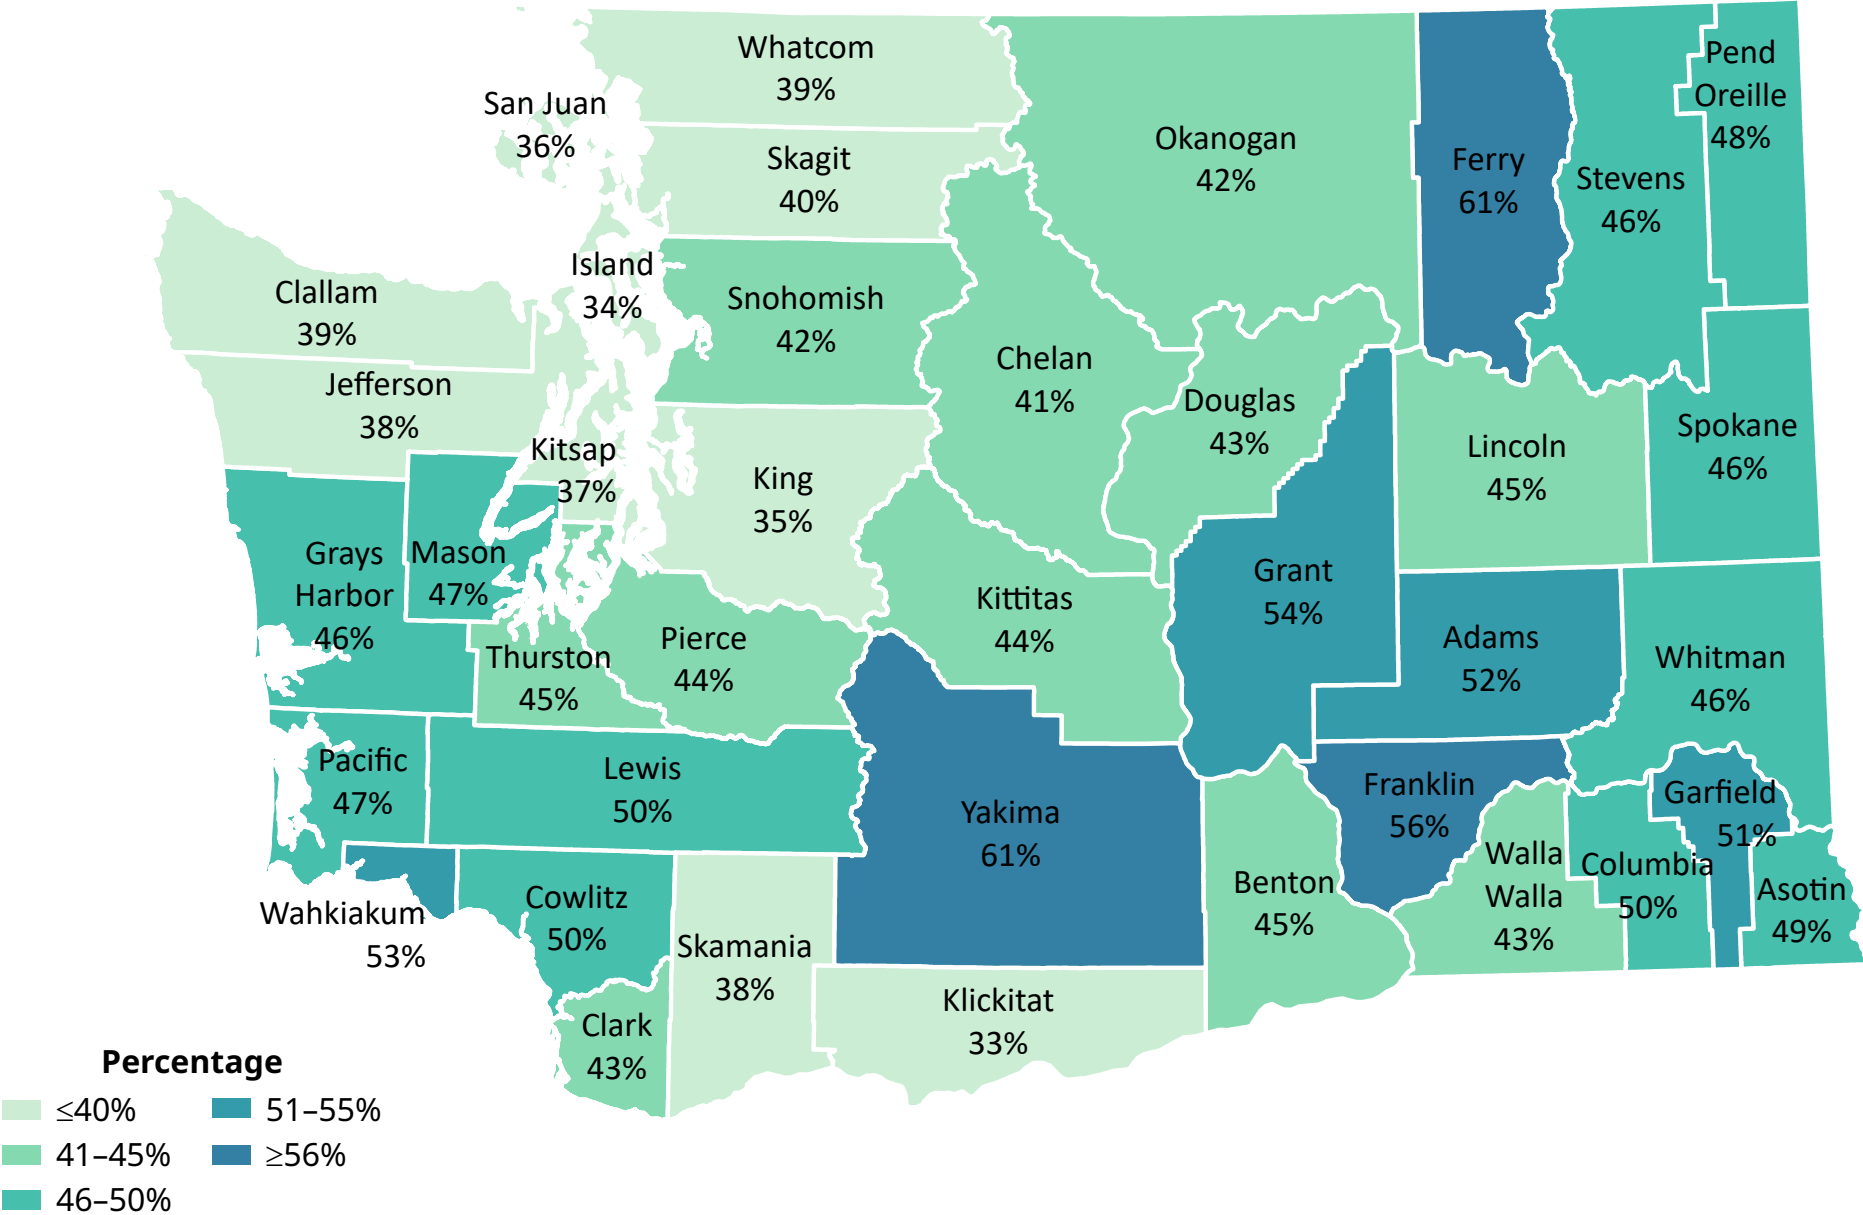 Whatcom
39%
San Juan
36%
Skagit
40%
Okanogan
42%
Ferry
61%
Stevens
46%
Pend
Oreille
48%
Island
34%
Clallam
39%
Snohomish
42%
Jefferson
38%
Chelan
41%
Douglas
43%
Kitsap
37%
King
35%
Lincoln
45%
Spokane
46%
Grays
Harbor
46%
Mason
47%
Grant
54%
Kittitas
44%
Thurston
45%
Pierce
44%
Adams
52%
Whitman
46%
Pacific
47%
Lewis
50%
Yakima
61%
Franklin
56%
Garfield
51%
Walla
Walla
43%
Columbia
50%
Asotin
49%
Benton
45%
Wahkiakum
53%
Cowlitz
50%
Skamania
38%
Klickitat
33%
Clark
43%
Percentage
≤40%
41–45%
46–50%
51–55%
≥56%